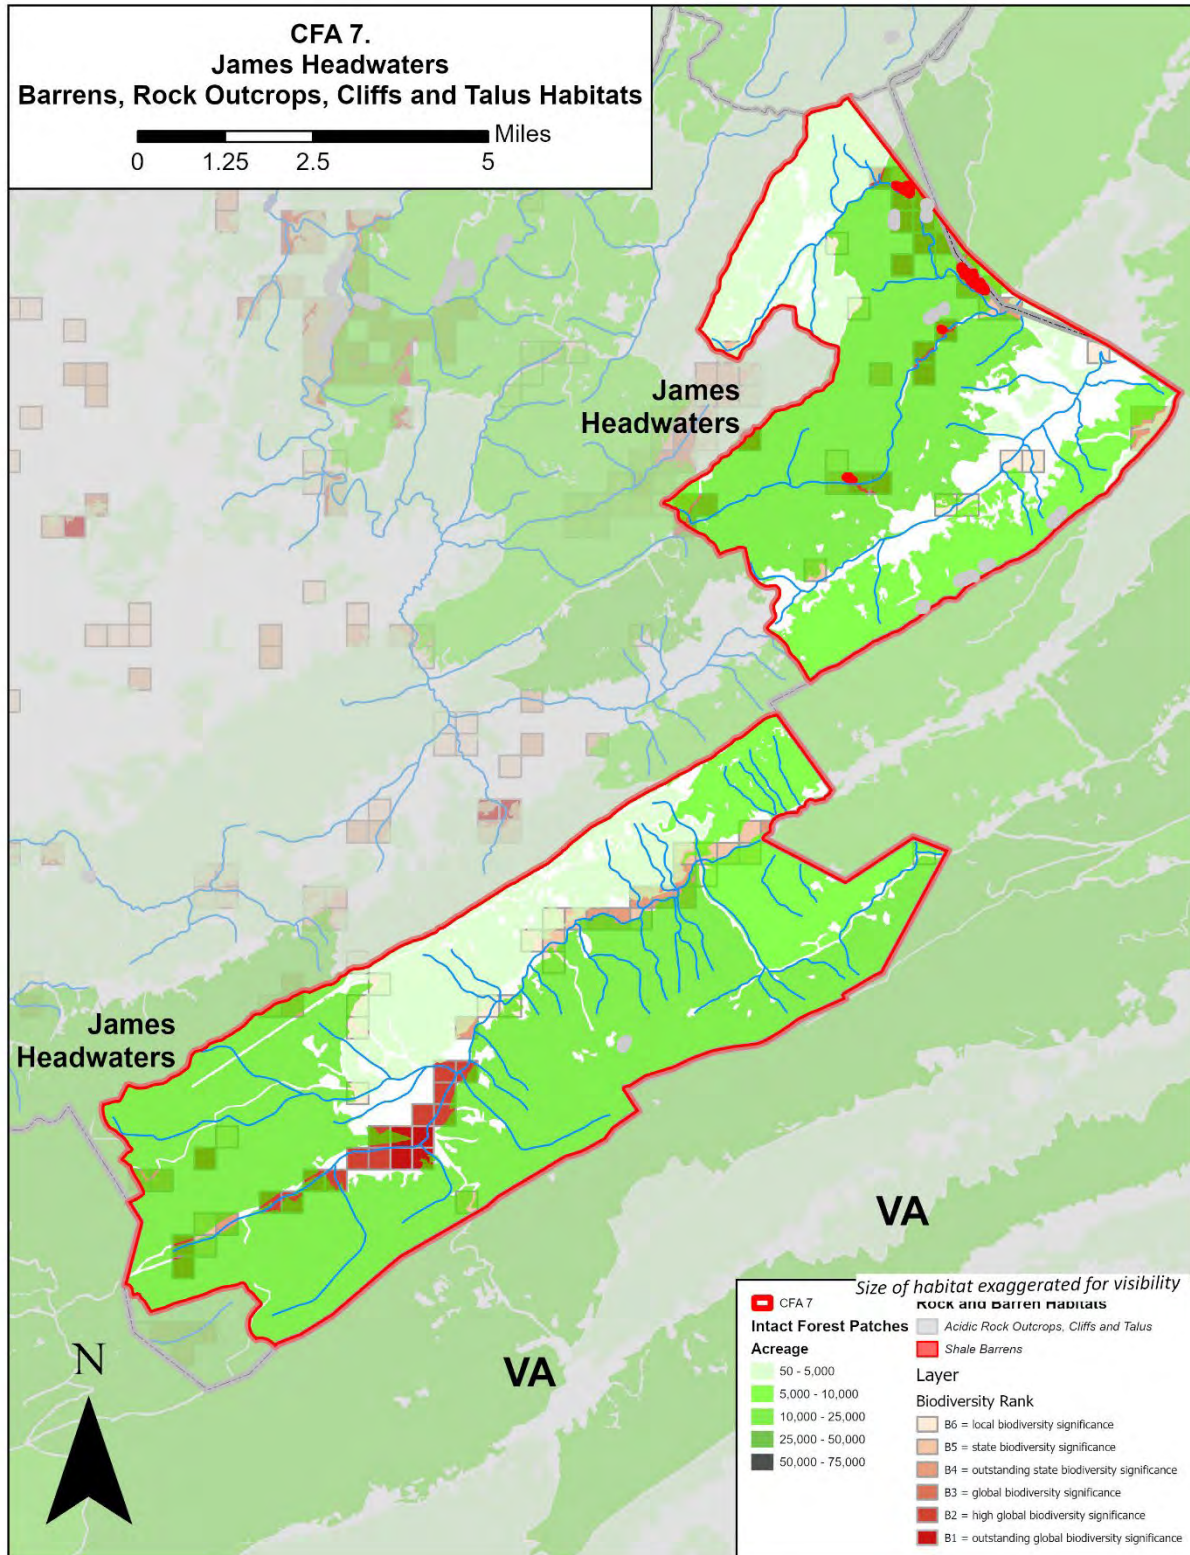 CFA 7.
James Headwaters
Barrens, Rock Outcrops, Cliffs and Talus Habitats
Miles
0 1.25 2.5 5
James
Headwaters
James
Headwaters
VA
VA
N
Size of habitat exaggerated for visibility
CFA 7
Intact Forest Patches
Acreage
50 - 5,000
5,000 - 10,000
10,000 - 25,000
25,000 - 50,000
50,000 - 75,000
Rock and Barren Habitats
Acidic Rock Outcrops, Cliffs and Talus
Shale Barrens
Layer
Biodiversity Rank
B6 = local biodiversity significance
B5 = state biodiversity significance
B4 = outstanding state biodiversity significance
B3 = global biodiversity significance
B2 = high global biodiversity significance
B1 = outstanding global biodiversity significance